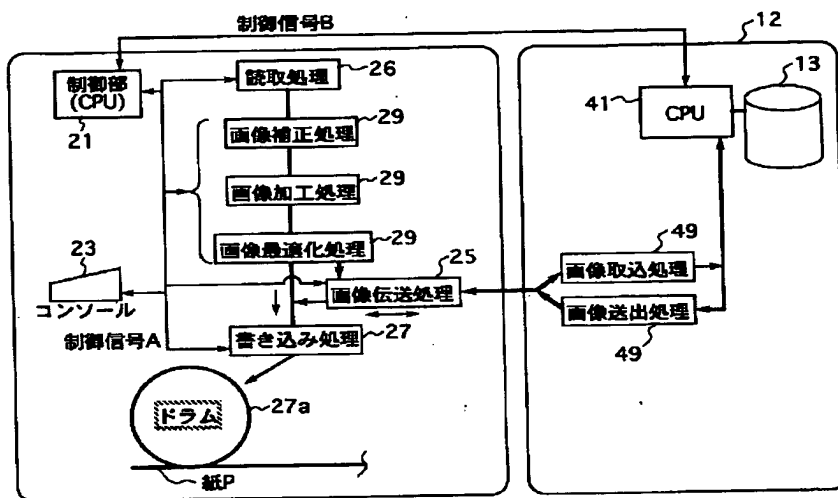 制御信号B
12
制御部
(CPU)
21
読取処理
26
13
41
CPU
画像補正処理
29
画像加工処理
29
画像最適化処理
29
23
コンソール
25
画像伝送処理
49
画像取込処理
画像送出処理
49
制御信号A
書き込み処理
27
ドラム
27a
紙P